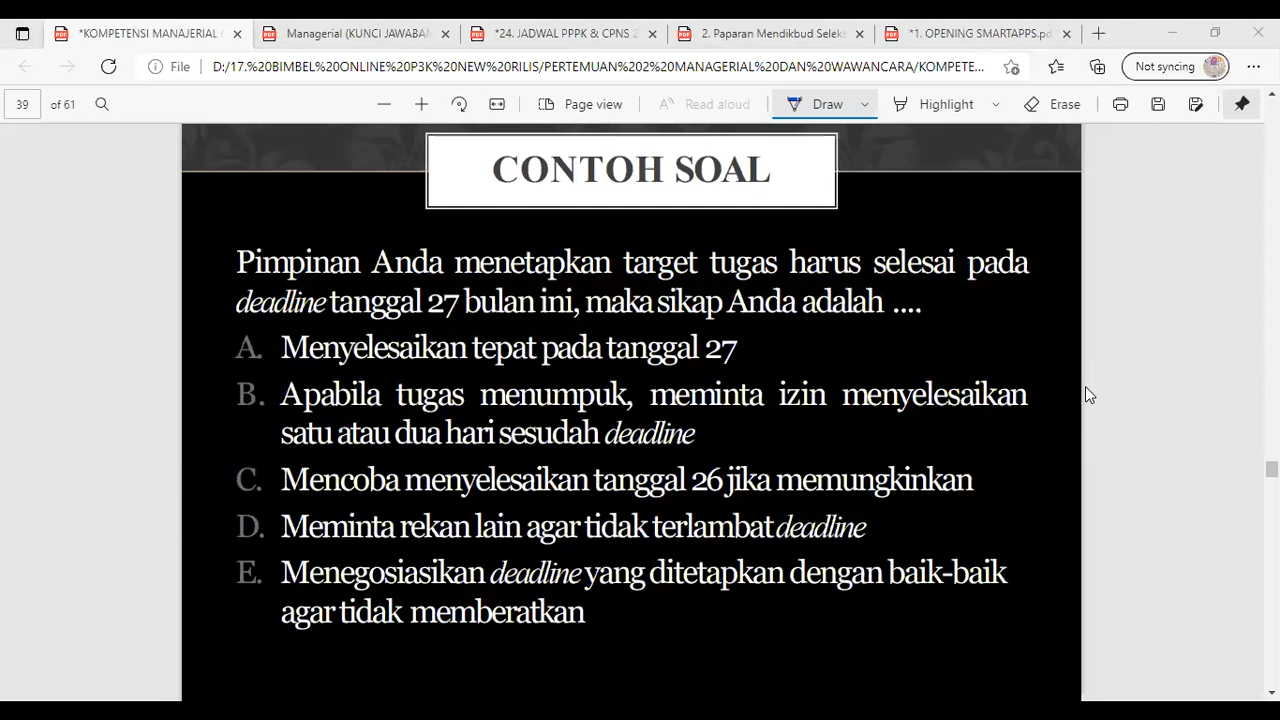 *KOMPETENSI MANAJERIAL (
Managerial (KUNCI JAWABA
*24. JADWAL PPPK & CPNS 2
2. Paparan Mendikbud Seleks
*1. OPENING SMARTAPPS.pd
File
D:/17.%20BIMBEL%20ONLINE%20P3K%20NEW%20RILIS/PERTEMUAN%202%20MANAGERIAL%20DAN%20WAWANCARA/KOMPETE...
Not syncing
39 of 61
Page view
Read aloud
Draw
Highlight
Erase
CONTOH SOAL
Pimpinan Anda menetapkan target tugas harus selesai pada
deadline tanggal 27 bulan ini, maka sikap Anda adalah ....
A. Menyelesaikan tepat pada tanggal 27
B. Apabila tugas menumpuk, meminta izin menyelesaikan
satu atau dua hari sesudah deadline
C. Mencoba menyelesaikan tanggal 26 jika memungkinkan
D. Meminta rekan lain agar tidak terlambat deadline
E. Menegosiasikan deadline yang ditetapkan dengan baik-baik
agar tidak memberatkan